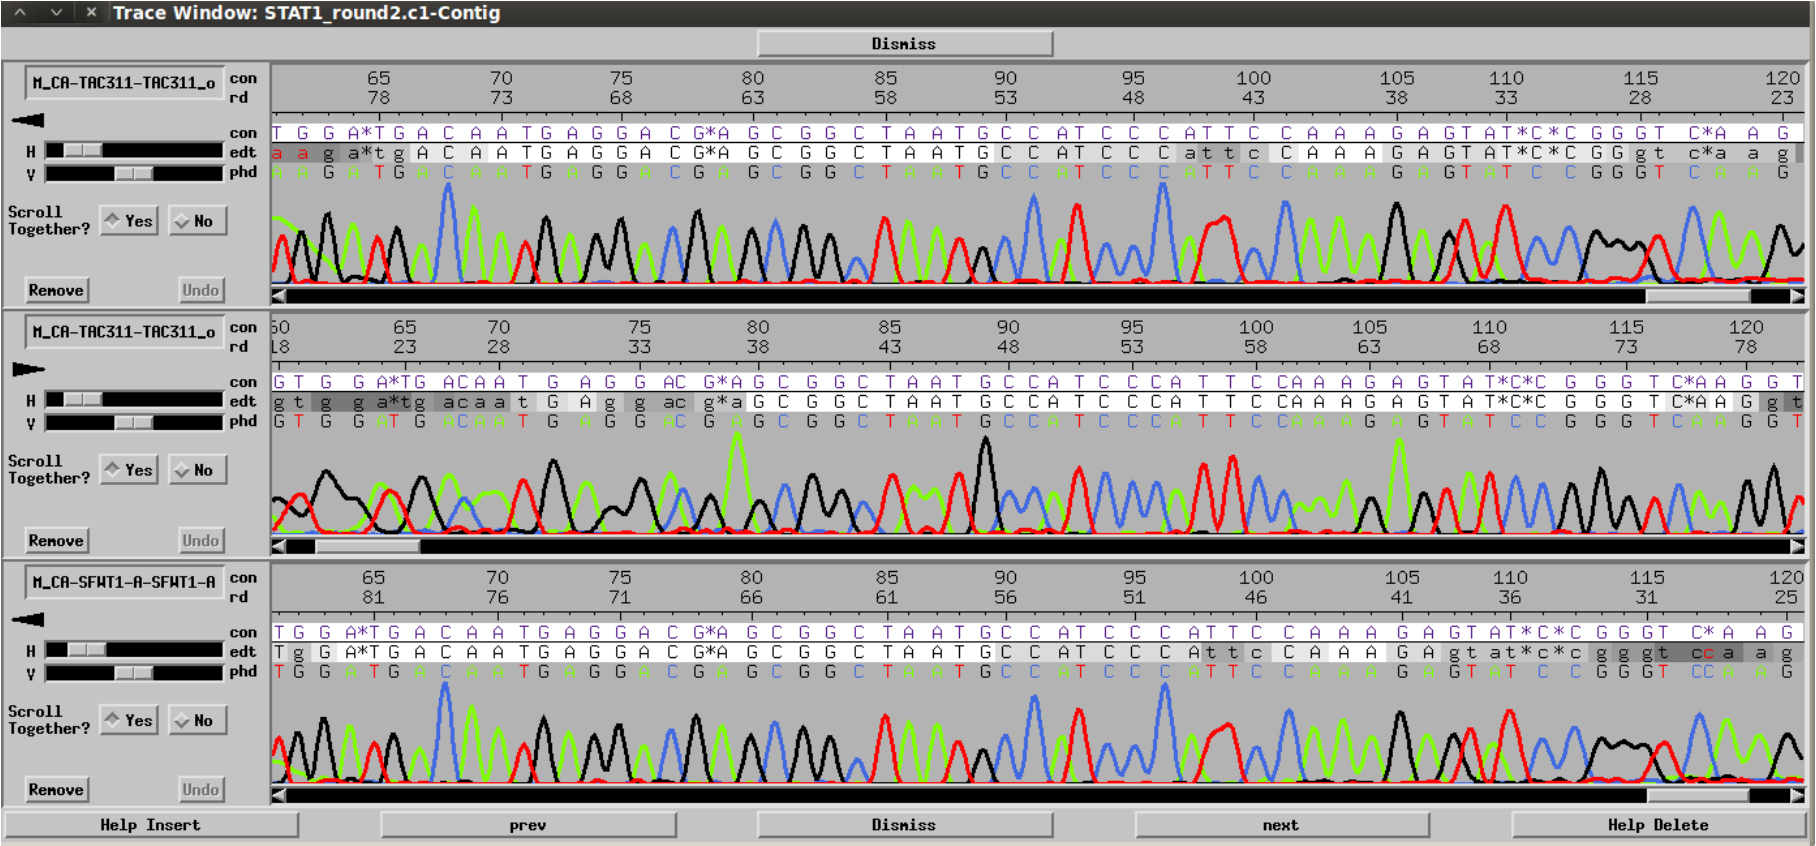 Trace Window: STAT1_round2.c1-Contig
Dismiss
M_CA-TAC311-TAC311_o
con 65 70 75 80 85 90 95 100 105 110 115 120
rd 78 73 68 63 58 53 48 43 38 33 28 23
con T G G A*T G A C A A T G A G G A C G*A G C G G C T A A T G C C A T C C C A T T C C A A A G A G T A T*C*C G G G T C*A A G
H edt a a g a*t g A C A A T G A G G A C G*A G C G G C T A A T G C C A T C C C a t t c C A A A G A G T A T*C*C G G g t c*a a g
V phd A A G A T G A C A A T G A G G A C G A G C G G C T A A T G C C A T C C C A T T C C A A A G A G T A T C C G G G T C A A G
Scroll
Together? Yes No
Remove Undo
M_CA-TAC311-TAC311_o
con 60 65 70 75 80 85 90 95 100 105 110 115 120
rd 18 23 28 33 38 43 48 53 58 63 68 73 78
con G T G G A*T G A C A A T G A G G A C G*A G C G G C T A A T G C C A T C C C A T T C C A A A G A G T A T*C*C G G G T C*A A G G T
H edt g t g g a*t g a c a a t G A g g a c g*a G C G G C T A A T G C C A T C C C A T T C C A A A G A G T A T*C*C G G G T C*A A G g t
V phd G T G G A T G A C A A T G A G G A C G A G C G G C T A A T G C C A T C C C A T T C C A A A G A G T A T C C G G G T C A A G G T
Scroll
Together? Yes No
Remove Undo
M_CA-SFWT1-A-SFWT1-A
con 65 70 75 80 85 90 95 100 105 110 115 120
rd 81 76 71 66 61 56 51 46 41 36 31 25
con T G G A*T G A C A A T G A G G A C G*A G C G G C T A A T G C C A T C C C A T T C C A A A G A G T A T*C*C G G G T C*A A G
H edt T g G A*T G A C A A T G A G G A C G*A G C G G C T A A T G C C A T C C C A t t c C A A A G A g t a t*c*c g g g t c c a a g
V phd T G G A T G A C A A T G A G G A C G A G C G G C T A A T G C C A T C C C A T T C C A A A G A G T A T C C G G G T C C A A G
Scroll
Together? Yes No
Remove Undo
Help Insert prev Dismiss next Help Delete